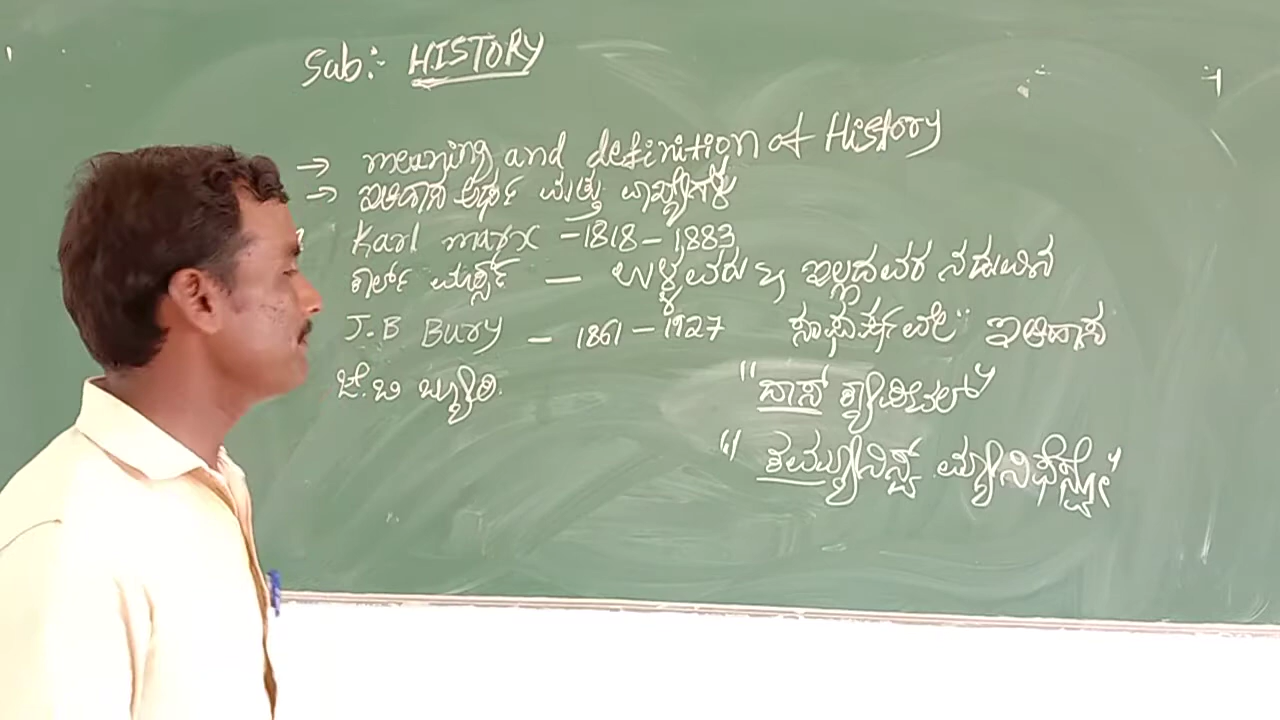 Sab:- HISTORY
→ meaning and definition of History
→ ಇತಿಹಾಸ ಅರ್ಥ ಮತ್ತು ವಾಖ್ಯೆಗಳು
Karl marx - 1818 - 1883
ಕಾರ್ಲ್ ಮಾರ್ಕ್ಸ್ — ಉಳ್ಳವರು ಇಲ್ಲದವರ ನಡುವಿನ
J.B Bury - 1861 - 1927 ಸಂಘರ್ಷವೇ" ಇತಿಹಾಸ
ಜೆ.ಬಿ ಬ್ಯೂರಿ.
"ದಾಸ್ ಕ್ಯಾಪಿಟಲ್"
"ಕಮ್ಯೂನಿಸ್ಟ್ ಮ್ಯಾನಿಫೆಸ್ಟೋ"